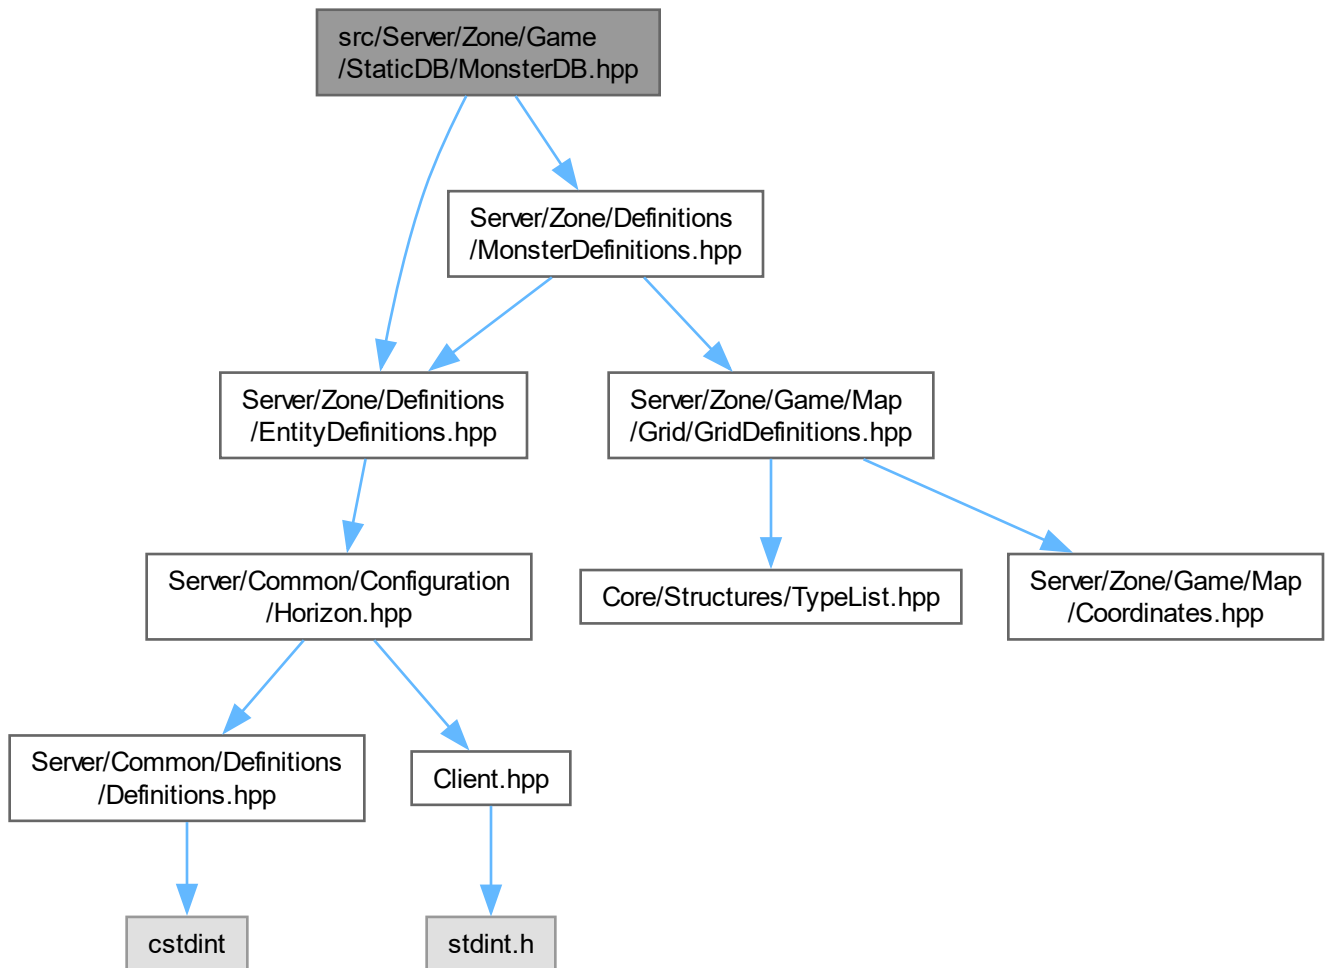 src/Server/Zone/Game
/StaticDB/MonsterDB.hpp
Server/Zone/Definitions
/MonsterDefinitions.hpp
Server/Zone/Definitions
/EntityDefinitions.hpp
Server/Zone/Game/Map
/Grid/GridDefinitions.hpp
Server/Common/Configuration
/Horizon.hpp
Core/Structures/TypeList.hpp
Server/Zone/Game/Map
/Coordinates.hpp
Server/Common/Definitions
/Definitions.hpp
Client.hpp
cstdint
stdint.h